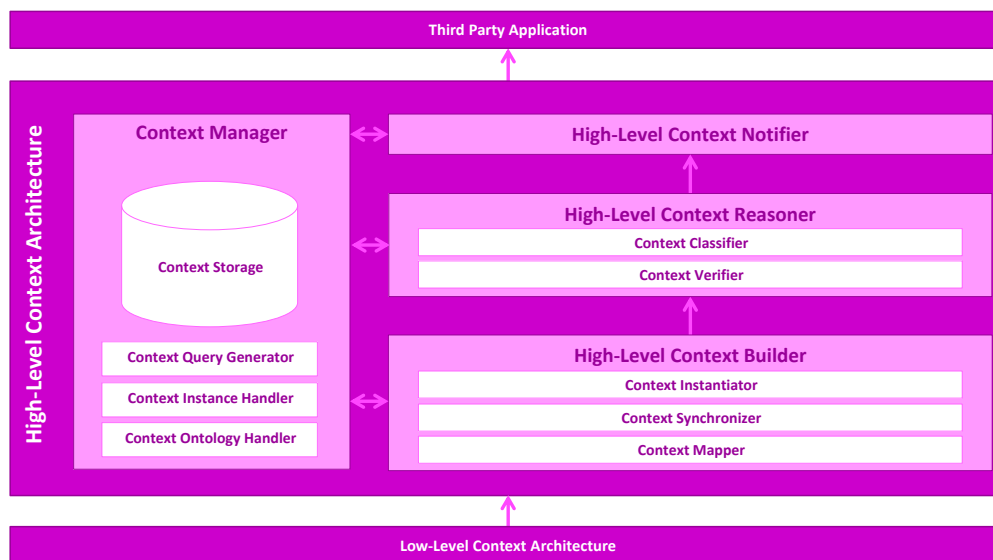 Third Party Application
High-Level Context Architecture
Context Manager
Context Storage
Context Query Generator
Context Instance Handler
Context Ontology Handler
High-Level Context Notifier
High-Level Context Reasoner
Context Classifier
Context Verifier
High-Level Context Builder
Context Instantiator
Context Synchronizer
Context Mapper
Low-Level Context Architecture